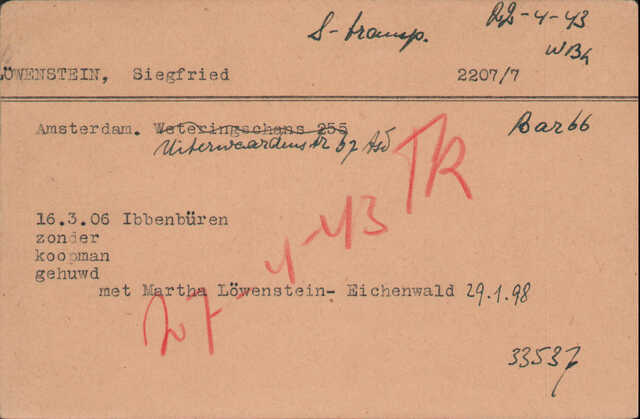 S-transp. 22-4-43
WBh
LÖWENSTEIN, Siegfried 2207/7
Amsterdam. Weteringschans 255 Bar 66
Uiterwaardenstr 67 Asd
TR
16.3.06 Ibbenbüren
zonder
koopman
gehuwd
met Martha Löwenstein- Eichenwald 29.1.98
27-4-43
33537